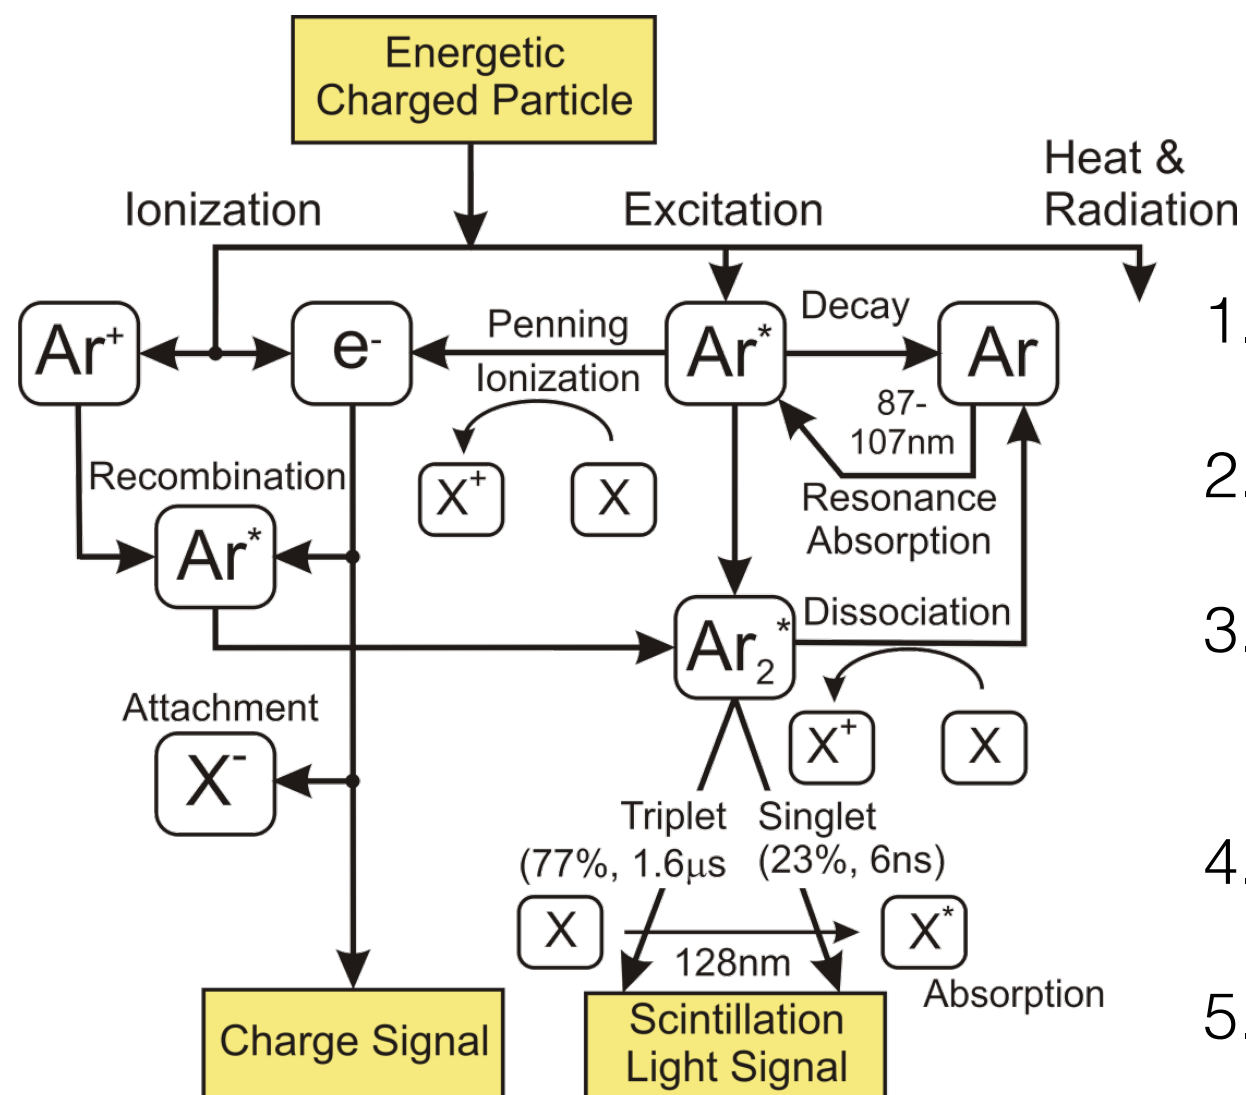 Energetic
Charged Particle
Heat &
Radiation
Ionization
Excitation
Ar⁺
e⁻
Penning
Ionization
Ar*
Decay
Ar
1.
87-
107nm
Resonance
Absorption
Recombination
X⁺
X
2.
Ar*
Ar₂*
Dissociation
3.
Attachment
X⁻
X⁺
X
Triplet
(77%, 1.6µs
Singlet
(23%, 6ns)
4.
X
128nm
X*
Absorption
5.
Charge Signal
Scintillation
Light Signal